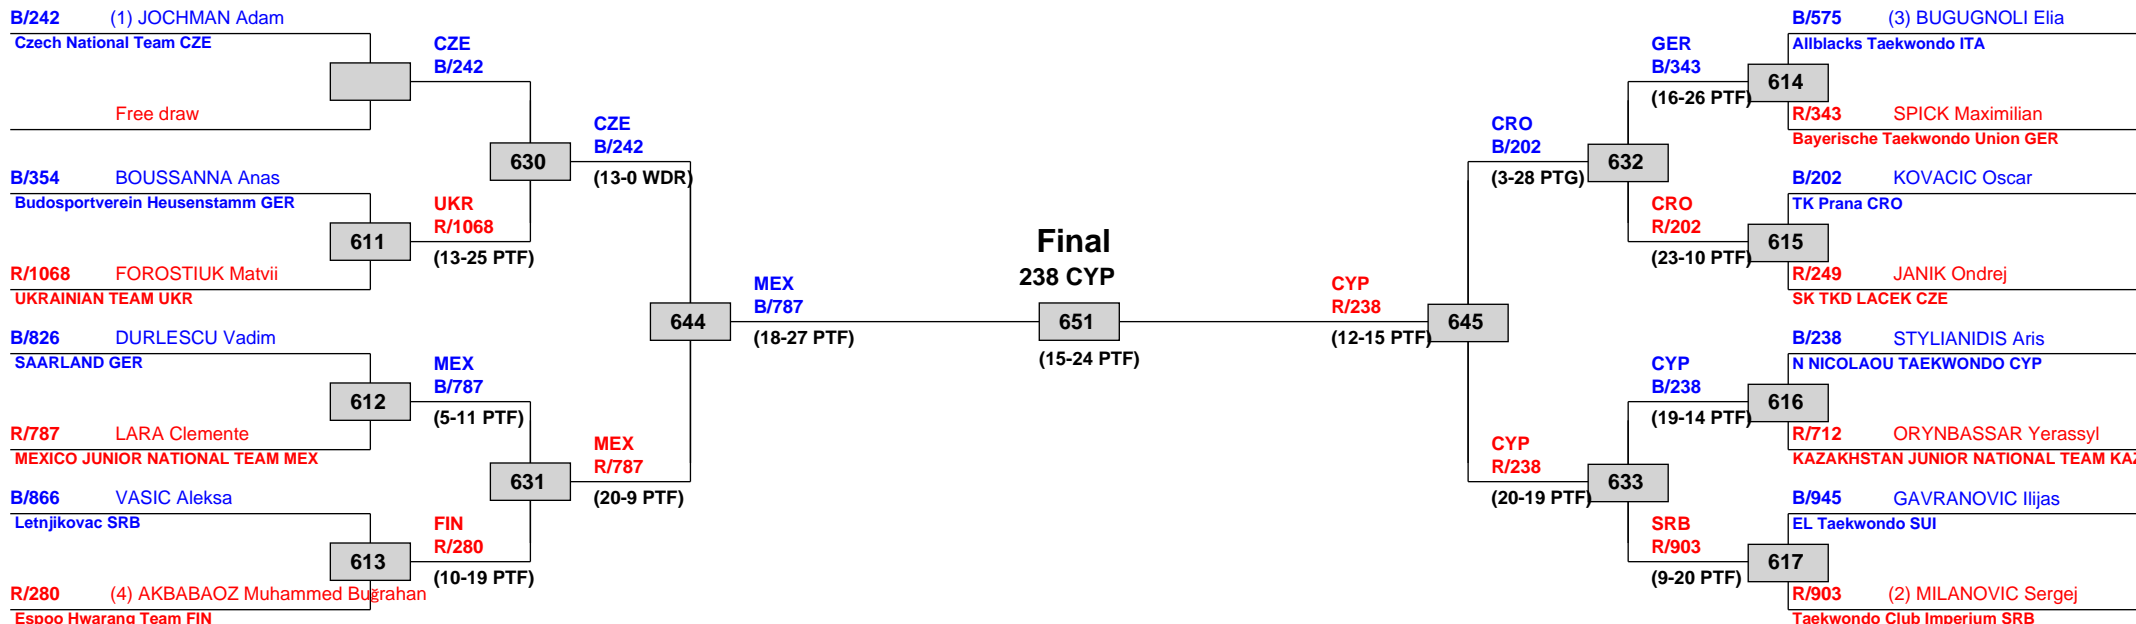 B/242 (1) JOCHMAN Adam
Czech National Team CZE
Free draw
B/354 BOUSSANNA Anas
Budosportverein Heusenstamm GER
R/1068 FOROSTIUK Matvii
UKRAINIAN TEAM UKR
B/826 DURLESCU Vadim
SAARLAND GER
R/787 LARA Clemente
MEXICO JUNIOR NATIONAL TEAM MEX
B/866 VASIC Aleksa
Letnjikovac SRB
R/280 (4) AKBABAOZ Muhammed Buğrahan
Espoo Hwarang Team FIN
611
612
613
CZE
B/242
UKR
R/1068
(13-25 PTF)
MEX
B/787
(5-11 PTF)
FIN
R/280
(10-19 PTF)
630
631
CZE
B/242
(13-0 WDR)
MEX
R/787
(20-9 PTF)
644
MEX
B/787
(18-27 PTF)
Final
238 CYP
651
(15-24 PTF)
CYP
R/238
(12-15 PTF)
645
CRO
B/202
(3-28 PTG)
CYP
R/238
(20-19 PTF)
632
633
GER
B/343
(16-26 PTF)
CRO
R/202
(23-10 PTF)
CYP
B/238
(19-14 PTF)
SRB
R/903
(9-20 PTF)
614
615
616
617
B/575 (3) BUGUGNOLI Elia
Allblacks Taekwondo ITA
R/343 SPICK Maximilian
Bayerische Taekwondo Union GER
B/202 KOVACIC Oscar
TK Prana CRO
R/249 JANIK Ondrej
SK TKD LACEK CZE
B/238 STYLIANIDIS Aris
N NICOLAOU TAEKWONDO CYP
R/712 ORYNBASSAR Yerassyl
KAZAKHSTAN JUNIOR NATIONAL TEAM KAZ
B/945 GAVRANOVIC Ilijas
EL Taekwondo SUI
R/903 (2) MILANOVIC Sergej
Taekwondo Club Imperium SRB